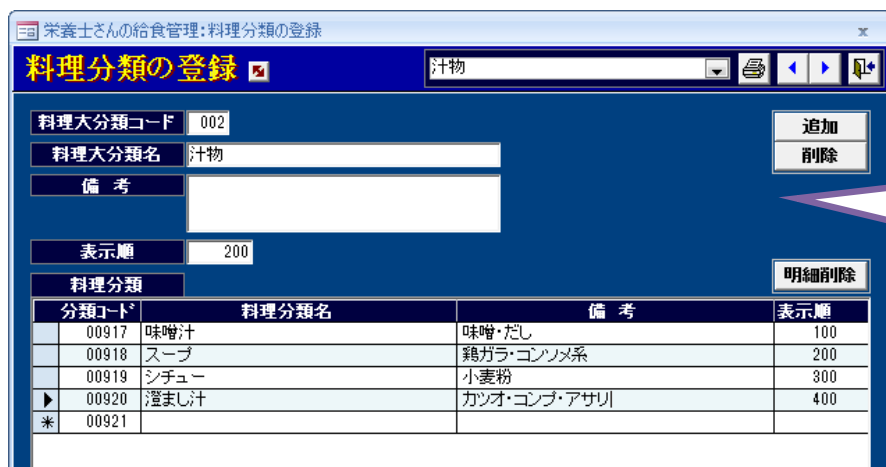 栄養士さんの給食管理:料理分類の登録
料理分類の登録 汁物
料理大分類コード 002 追加
料理大分類名 汁物 削除
備 考
表示順 200
料理分類 明細削除
分類コード 料理分類名 備 考 表示順
00917 味噌汁 味噌・だし 100
00918 スープ 鶏ガラ・コンソメ系 200
00919 シチュー 小麦粉 300
00920 澄まし汁 カツオ・コンブ・アサリ 400
00921